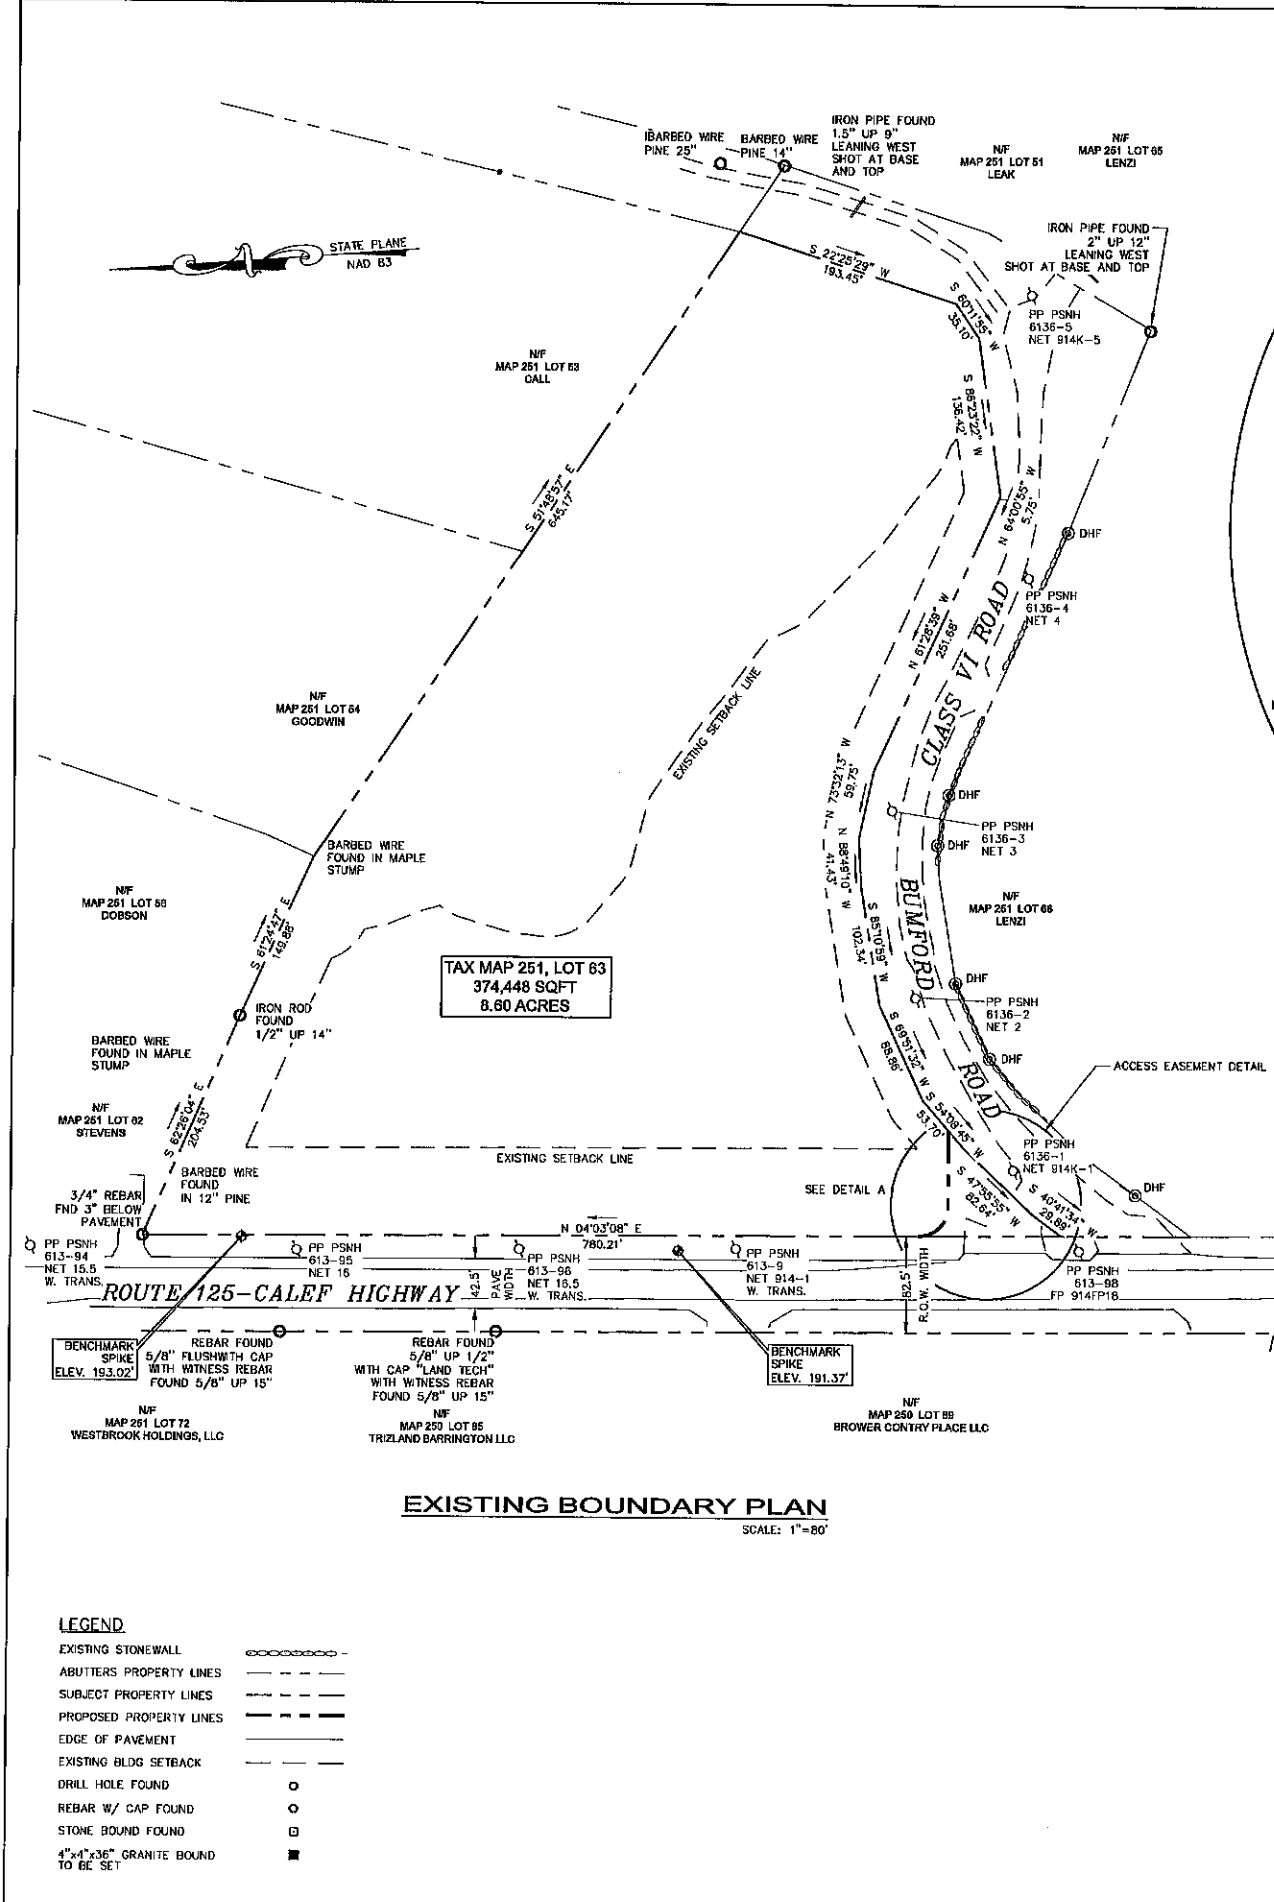 IBARBED WIRE
PINE 25"
BARBED WIRE
PINE 14"
IRON PIPE FOUND
1.5" UP 9"
LEANING WEST
SHOT AT BASE
AND TOP
N/F
MAP 251 LOT 51
LEAK
N/F
MAP 251 LOT 65
LENZI
IRON PIPE FOUND
2" UP 12"
LEANING WEST
SHOT AT BASE AND TOP
STATE PLANE
NAD 83
S 22°25'29" W
193.45'
S 60°11'55" W
35.10'
PP PSNH
6136-5
NET 914K-5
N/F
MAP 251 LOT 53
CALL
S 86°23'22" W
136.42'
S 51°48'57" E
645.17'
N 64°00'55" W
5.75'
DHF
PP PSNH
6136-4
NET 4
N 61°28'39" W
251.68'
CLASS VI ROAD
EXISTING SETBACK LINE
N/F
MAP 251 LOT 54
GOODWIN
N 73°32'13" W
59.75'
DHF
PP PSNH
6136-3
NET 3
DHF
N 88°49'10" W
41.43'
BARBED WIRE
FOUND IN MAPLE
STUMP
N/F
MAP 251 LOT 56
DOBSON
N/F
MAP 251 LOT 66
LENZI
BUMFORD
ROAD
S 61°24'47" E
149.88'
S 85°10'59" W
102.34'
TAX MAP 251, LOT 63
374,448 SQFT
8.60 ACRES
DHF
PP PSNH
6136-2
NET 2
IRON ROD
FOUND
1/2" UP 14"
BARBED WIRE
FOUND IN MAPLE
STUMP
S 69°51'32" W
88.86'
DHF
ACCESS EASEMENT DETAIL
N/F
MAP 251 LOT 62
STEVENS
S 62°26'04" E
204.53'
S 54°08'45" W
53.70'
EXISTING SETBACK LINE
PP PSNH
6136-1
NET 914K-1
BARBED WIRE
FOUND
IN 12" PINE
SEE DETAIL A
S 47°55'55" W
82.64'
S 40°41'34" W
29.89'
DHF
3/4" REBAR
FND 3" BELOW
PAVEMENT
N 04°03'08" E
780.21'
PP PSNH
613-94
NET 15.5
W. TRANS.
PP PSNH
613-95
NET 16
PP PSNH
613-96
NET 16.5
W. TRANS.
PP PSNH
613-9
NET 914-1
W. TRANS.
PP PSNH
613-98
FP 914FP18
42.5'
PAVE
WIDTH
82.5'
R.O.W. WIDTH
ROUTE 125-CALEF HIGHWAY
BENCHMARK
SPIKE
ELEV. 193.02'
REBAR FOUND
5/8" FLUSHWITH CAP
WITH WITNESS REBAR
FOUND 5/8" UP 15"
REBAR FOUND
5/8" UP 1/2"
WITH CAP "LAND TECH"
WITH WITNESS REBAR
FOUND 5/8" UP 15"
BENCHMARK
SPIKE
ELEV. 191.37'
N/F
MAP 251 LOT 72
WESTBROOK HOLDINGS, LLC
N/F
MAP 250 LOT 85
TRIZLAND BARRINGTON LLC
N/F
MAP 250 LOT 89
BROWER CONTRY PLACE LLC
EXISTING BOUNDARY PLAN
SCALE: 1"=80'
LEGEND
EXISTING STONEWALL
ABUTTERS PROPERTY LINES
SUBJECT PROPERTY LINES
PROPOSED PROPERTY LINES
EDGE OF PAVEMENT
EXISTING BLDG SETBACK
DRILL HOLE FOUND
REBAR W/ CAP FOUND
STONE BOUND FOUND
4"x4"x36" GRANITE BOUND
TO BE SET